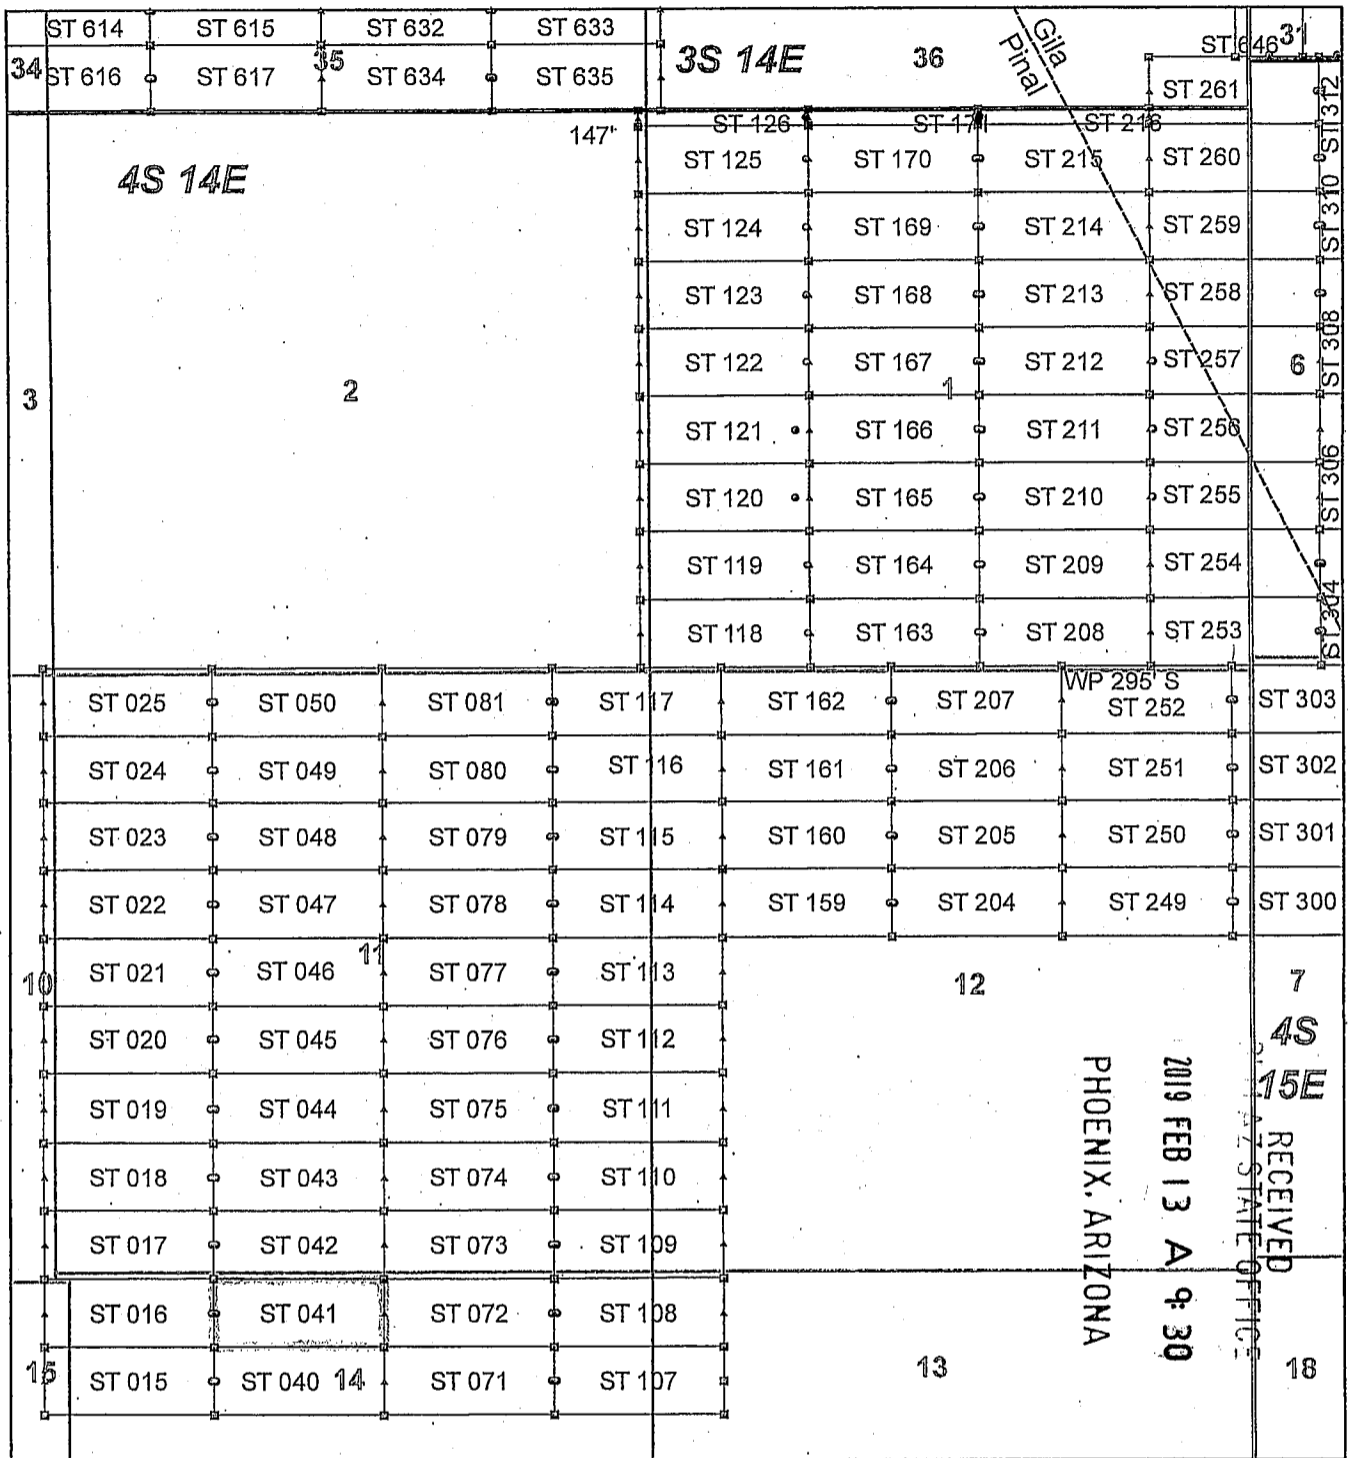 ST 614 ST 615 ST 632 ST 633
34 ST 616 ST 617 35 ST 634 ST 635
3S 14E 36 Gila Pinal ST 646 31
ST 261 ST 312
147' ST 126 ST 171 ST 216
4S 14E
ST 125 ST 170 ST 215 ST 260
ST 124 ST 169 ST 214 ST 259 ST 310
ST 123 ST 168 ST 213 ST 258
ST 122 ST 167 ST 212 ST 257 ST 308
3 2 1 6
ST 121 ST 166 ST 211 ST 256
ST 120 ST 165 ST 210 ST 255 ST 306
ST 119 ST 164 ST 209 ST 254
ST 118 ST 163 ST 208 ST 253 ST 304
WP 295' S
ST 025 ST 050 ST 081 ST 117 ST 162 ST 207 ST 252 ST 303
ST 024 ST 049 ST 080 ST 116 ST 161 ST 206 ST 251 ST 302
ST 023 ST 048 ST 079 ST 115 ST 160 ST 205 ST 250 ST 301
ST 022 ST 047 ST 078 ST 114 ST 159 ST 204 ST 249 ST 300
11
ST 021 ST 046 ST 077 ST 113
10 12 7
4S
15E
ST 020 ST 045 ST 076 ST 112
ST 019 ST 044 ST 075 ST 111
ST 018 ST 043 ST 074 ST 110
ST 017 ST 042 ST 073 ST 109
ST 016 ST 041 ST 072 ST 108
15 ST 015 ST 040 14 ST 071 ST 107
13 18
RECEIVED
AZ STATE OFFICE
2019 FEB 13 A 9:30
PHOENIX, ARIZONA